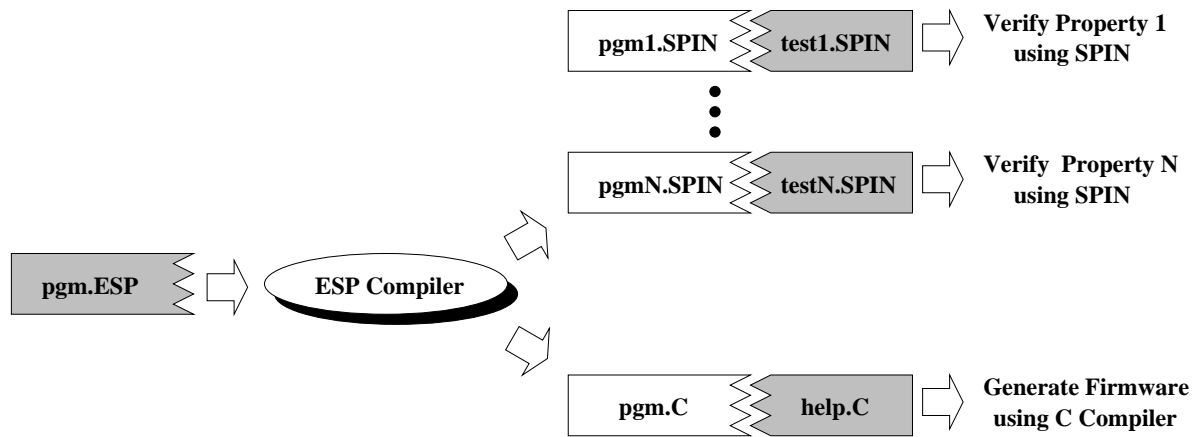 pgm1.SPIN test1.SPIN Verify Property 1
using SPIN
pgmN.SPIN testN.SPIN Verify Property N
using SPIN
pgm.ESP ESP Compiler
pgm.C help.C Generate Firmware
using C Compiler